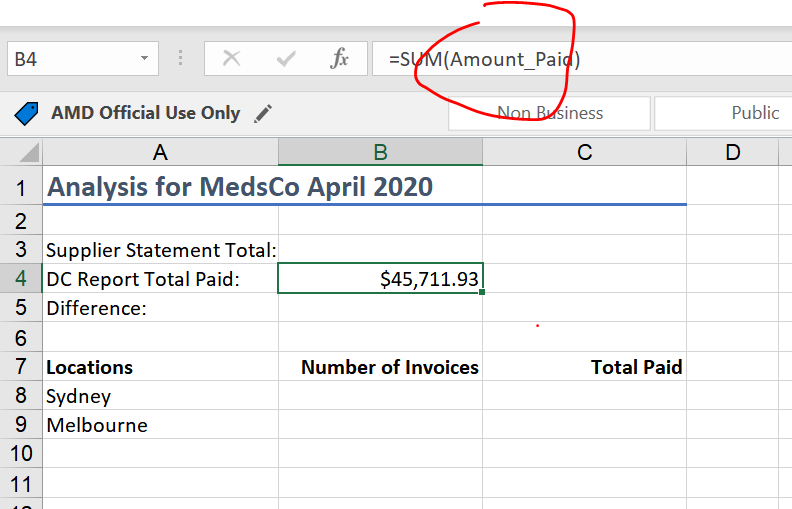 B4 fx =SUM(Amount_Paid)
AMD Official Use Only Non Business Public
A B C D
1 Analysis for MedsCo April 2020
2
3 Supplier Statement Total:
4 DC Report Total Paid: $45,711.93
5 Difference:
6
7 Locations Number of Invoices Total Paid
8 Sydney
9 Melbourne
10
11